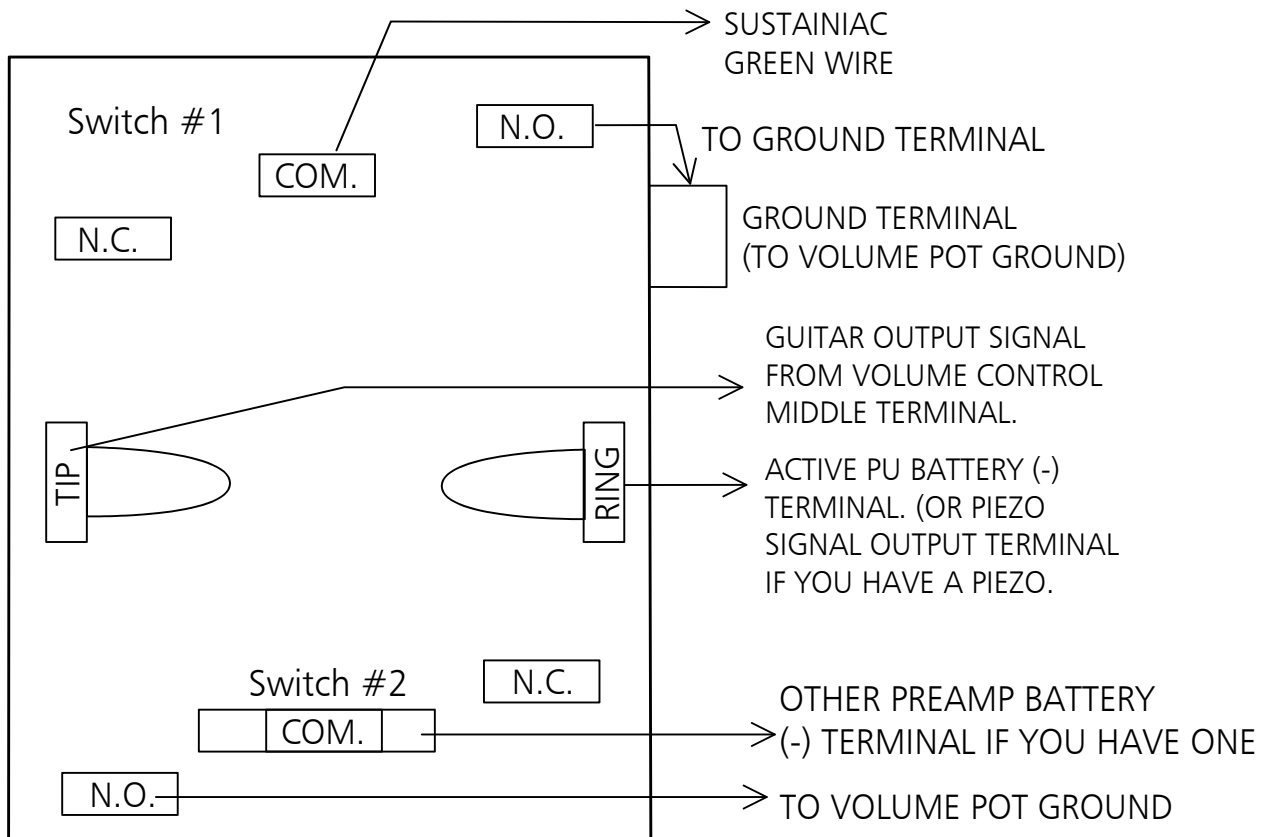 SUSTAINIAC
GREEN WIRE
Switch #1
N.O.
TO GROUND TERMINAL
COM.
N.C.
GROUND TERMINAL
(TO VOLUME POT GROUND)
GUITAR OUTPUT SIGNAL
FROM VOLUME CONTROL
MIDDLE TERMINAL.
TIP
RING
ACTIVE PU BATTERY (-)
TERMINAL. (OR PIEZO
SIGNAL OUTPUT TERMINAL
IF YOU HAVE A PIEZO.
Switch #2
N.C.
COM.
OTHER PREAMP BATTERY
(-) TERMINAL IF YOU HAVE ONE
N.O.
TO VOLUME POT GROUND